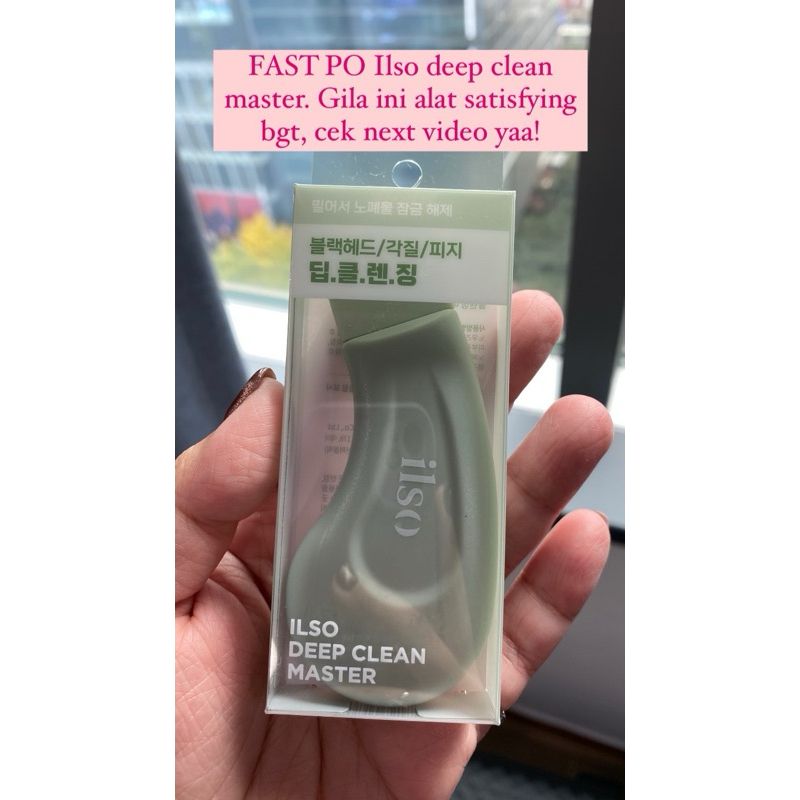 FAST PO Ilso deep clean
master. Gila ini alat satisfying
bgt, cek next video yaa!
밀어서 노폐물 잠금 해제
블랙헤드/각질/피지
딥.클.렌.징
ilso
ILSO
DEEP CLEAN
MASTER